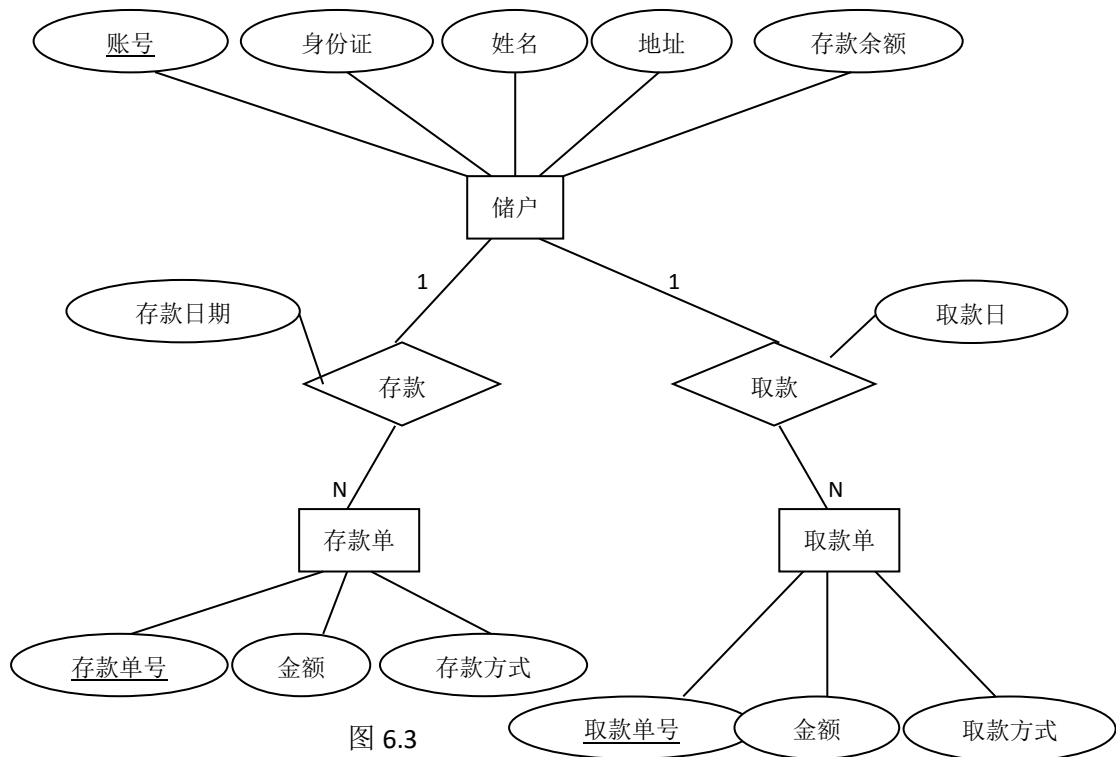 账号 身份证 姓名 地址 存款余额
储户
1 1
存款日期 取款日
存款 取款
N N
存款单 取款单
存款单号 金额 存款方式
取款单号 金额 取款方式
图 6.3